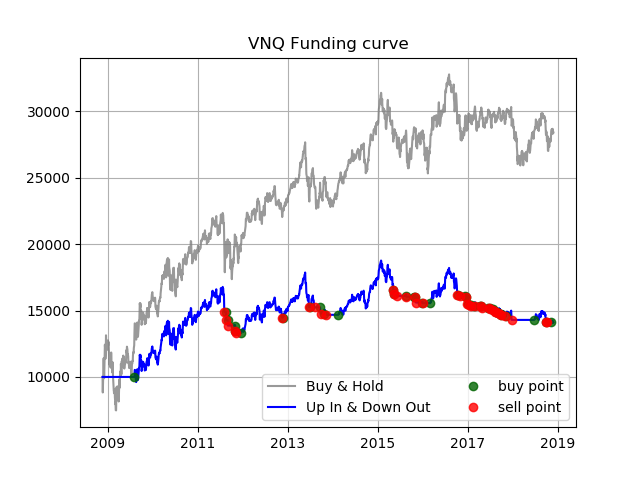 VNQ Funding curve
30000
25000
20000
15000
10000
Buy & Hold
Up In & Down Out
buy point
sell point
2009 2011 2013 2015 2017 2019